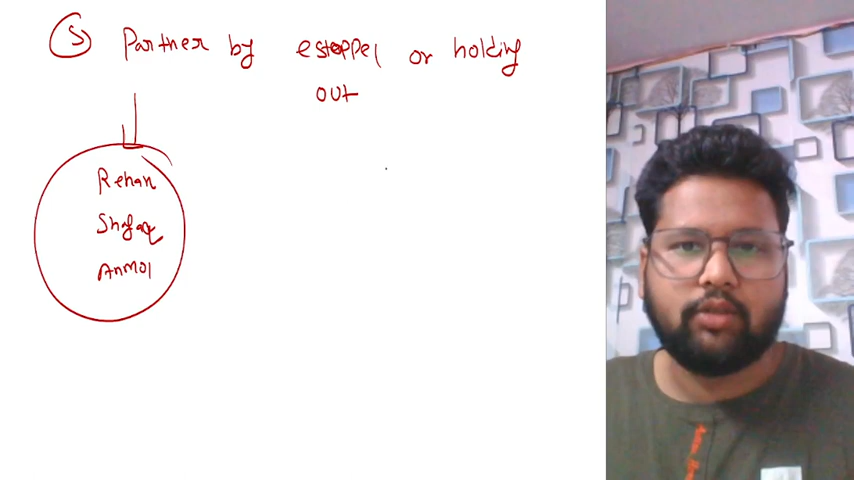 5 Partner by estoppel or holding
out
Rehan
Shafaq
Anmol